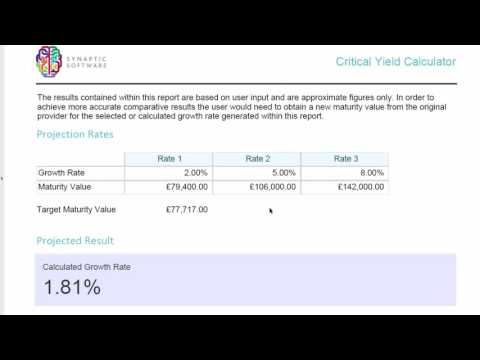 SYNAPTIC
SOFTWARE
Critical Yield Calculator
The results contained within this report are based on user input and are approximate figures only. In order to
achieve more accurate comparative results the user would need to obtain a new maturity value from the original
provider for the selected or calculated growth rate generated within this report.
Projection Rates
Rate 1 Rate 2 Rate 3
Growth Rate 2.00% 5.00% 8.00%
Maturity Value £79,400.00 £106,000.00 £142,000.00
Target Maturity Value £77,717.00
Projected Result
Calculated Growth Rate
1.81%